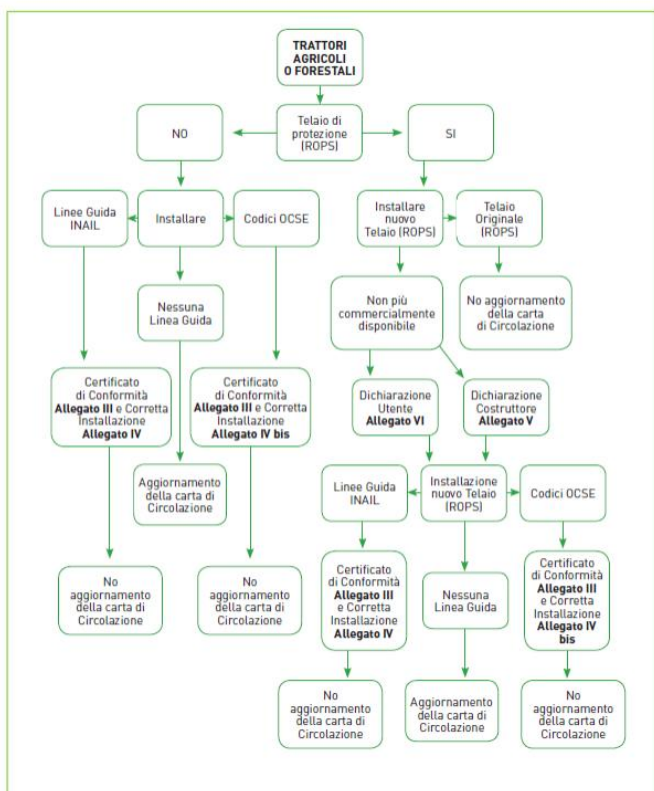 TRATTORI
AGRICOLI
O FORESTALI
NO
Telaio di
protezione
(ROPS)
SI
Linee Guida
INAIL
Installare
Codici OCSE
Installare
nuovo
Telaio (ROPS)
Telaio
Originale
(ROPS)
Nessuna
Linea Guida
Non più
commercialmente
disponibile
No aggiornamento
della carta
di Circolazione
Certificato
di Conformità
Allegato III e Corretta
Installazione
Allegato IV
Certificato
di Conformità
Allegato III e Corretta
Installazione
Allegato IV bis
Dichiarazione
Utente
Allegato VI
Dichiarazione
Costruttore
Allegato V
Aggiornamento
della carta di
Circolazione
Linee Guida
INAIL
Installazione
nuovo Telaio
(ROPS)
Codici OCSE
No
aggiornamento
della carta di
Circolazione
No
aggiornamento
della carta di
Circolazione
Certificato
di Conformità
Allegato III
e Corretta
Installazione
Allegato IV
Nessuna
Linea Guida
Certificato
di Conformità
Allegato III
e Corretta
Installazione
Allegato IV
bis
No
aggiornamento
della carta di
Circolazione
Aggiornamento
della carta di
Circolazione
No
aggiornamento
della carta di
Circolazione